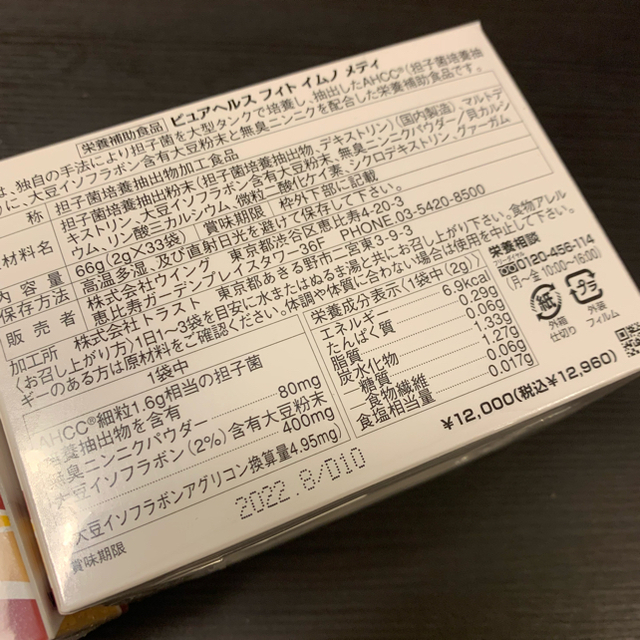 栄養補助食品 ピュアヘルス フィト イムノ メディ
は、独自の手法により担子菌を大型タンクで培養し、抽出したAHCC®(担子菌培養抽
に、大豆イソフラボン含有大豆粉末と無臭ニンニクを配合した栄養補助食品です。
称 担子菌培養抽出物加工食品
材料名 担子菌培養抽出粉末(担子菌培養抽出物、デキストリン)(国内製造)、マルトデ
キストリン、大豆イソフラボン含有大豆粉末、無臭ニンニクパウダー/貝カルシ
ウム、リン酸三カルシウム、微粒二酸化ケイ素、シクロデキストリン、グァーガム
内容量 66g(2g×33袋) 賞味期限 枠外下部に記載
保存方法 高温多湿、及び直射日光を避けて保存して下さい。
販売者 株式会社ウイング 東京都渋谷区恵比寿4-20-3
恵比寿ガーデンプレイスタワー36F PHONE.03-5420-8500
加工所 株式会社トラスト 東京都あきる野市二宮東3-9-3
《お召し上がり方》1日1~3袋を目安に水またはぬるま湯と共にお召し上がり下さい。食物アレル
ギーのある方は原材料をご確認ください。体調や体質に合わない場合は使用を中止して下さい。
1袋中
AHCC®細粒1.6g相当の担子菌
培養抽出物を含有
無臭ニンニクパウダー 80mg
大豆イソフラボン(2%)含有大豆粉末
400mg
大豆イソフラボンアグリコン換算量4.95mg)
賞味期限
2022.8/D10
栄養成分表示(1袋中(2g))
エネルギー 6.9kcal
たんぱく質 0.29g
脂質 0.06g
炭水化物 1.33g
糖質 1.27g
食物繊維 0.06g
食塩相当量 0.017g
栄養相談
0120-456-114
(月~金 10:00~16:00)
紙
外箱
仕切り
プラ
外袋
フィルム
¥12,000(税込¥12,960)